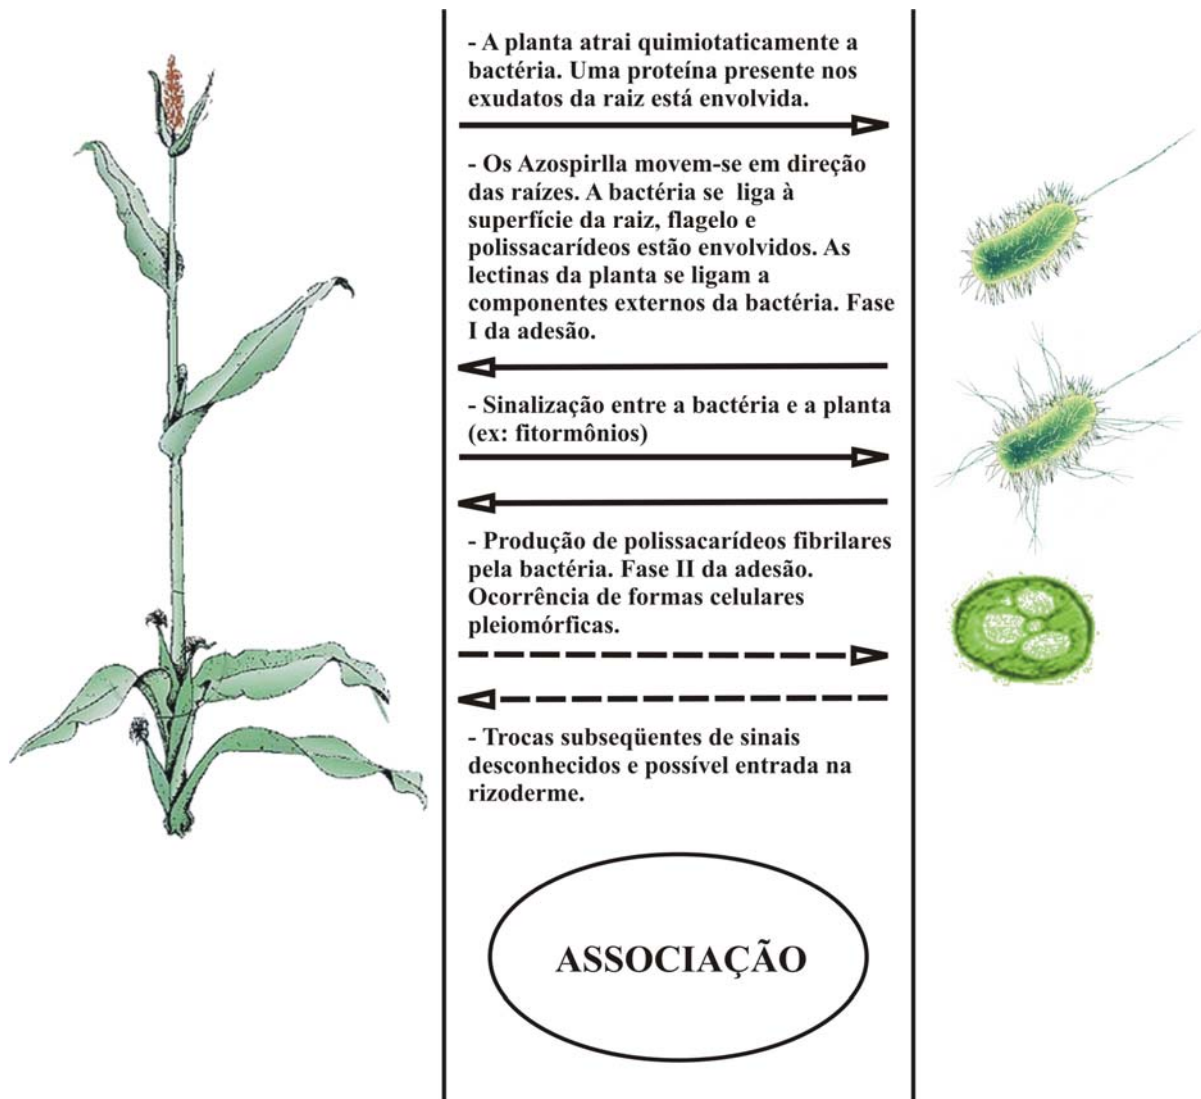 - A planta atrai quimiotaticamente a
bactéria. Uma proteína presente nos
exudatos da raiz está envolvida.
- Os Azospirlla movem-se em direção
das raízes. A bactéria se liga à
superfície da raiz, flagelo e
polissacarídeos estão envolvidos. As
lectinas da planta se ligam a
componentes externos da bactéria. Fase
I da adesão.
- Sinalização entre a bactéria e a planta
(ex: fitormônios)
- Produção de polissacarídeos fibrilares
pela bactéria. Fase II da adesão.
Ocorrência de formas celulares
pleiomórficas.
- Trocas subseqüentes de sinais
desconhecidos e possível entrada na
rizoderme.
ASSOCIAÇÃO